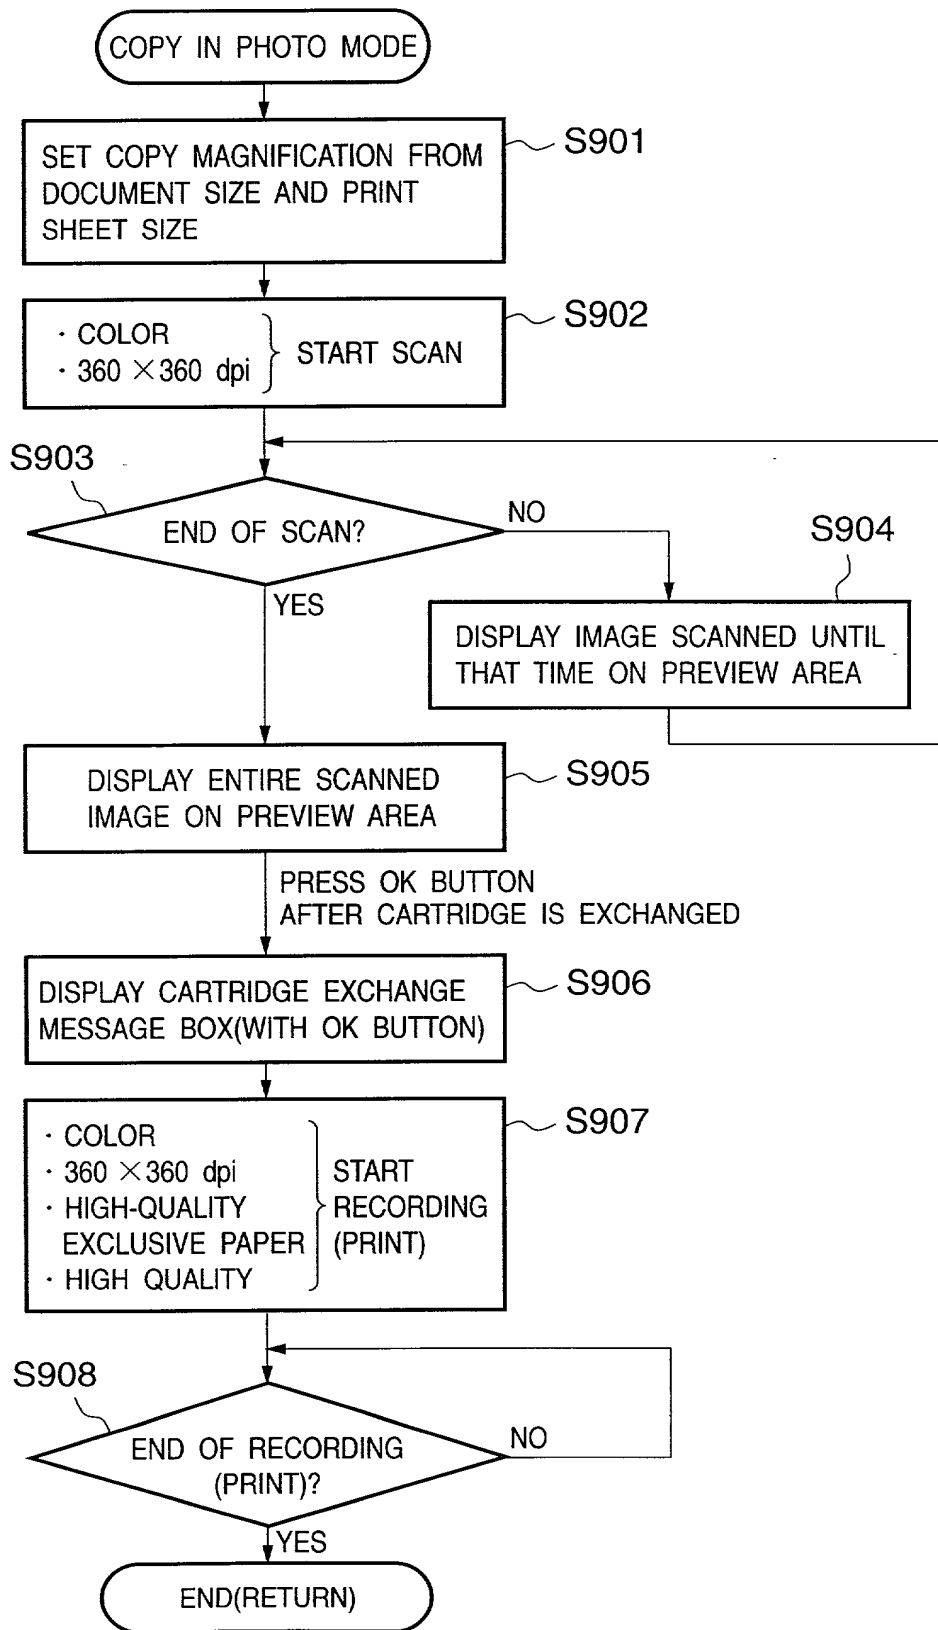 COPY IN PHOTO MODE
S901
SET COPY MAGNIFICATION FROM
DOCUMENT SIZE AND PRINT
SHEET SIZE
S902
· COLOR
· 360 × 360 dpi
START SCAN
S903
END OF SCAN?
NO
YES
S904
DISPLAY IMAGE SCANNED UNTIL
THAT TIME ON PREVIEW AREA
S905
DISPLAY ENTIRE SCANNED
IMAGE ON PREVIEW AREA
PRESS OK BUTTON
AFTER CARTRIDGE IS EXCHANGED
S906
DISPLAY CARTRIDGE EXCHANGE
MESSAGE BOX(WITH OK BUTTON)
S907
· COLOR
· 360 × 360 dpi
· HIGH-QUALITY
EXCLUSIVE PAPER
· HIGH QUALITY
START
RECORDING
(PRINT)
S908
END OF RECORDING
(PRINT)?
NO
YES
END(RETURN)